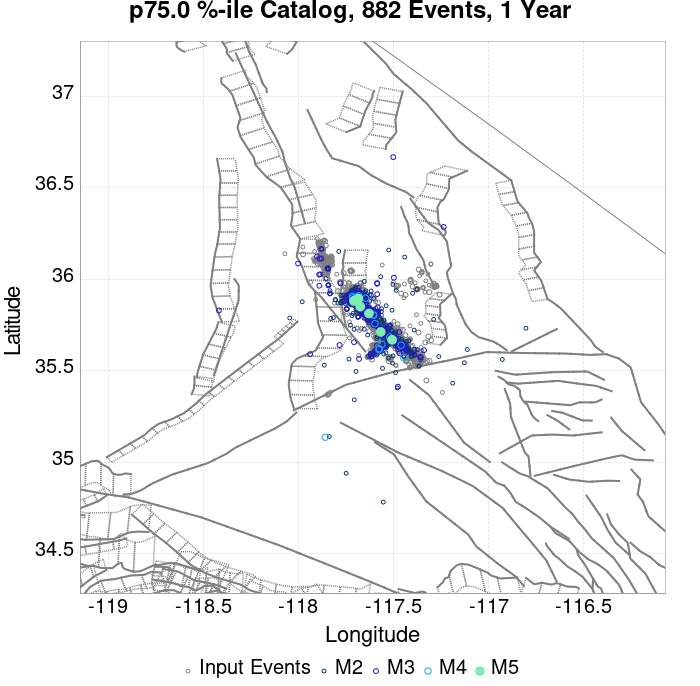 p75.0 %-ile Catalog, 882 Events, 1 Year
37
36.5
36
35.5
35
34.5
Latitude
-119 -118.5 -118 -117.5 -117 -116.5
Longitude
Input Events M2 M3 M4 M5